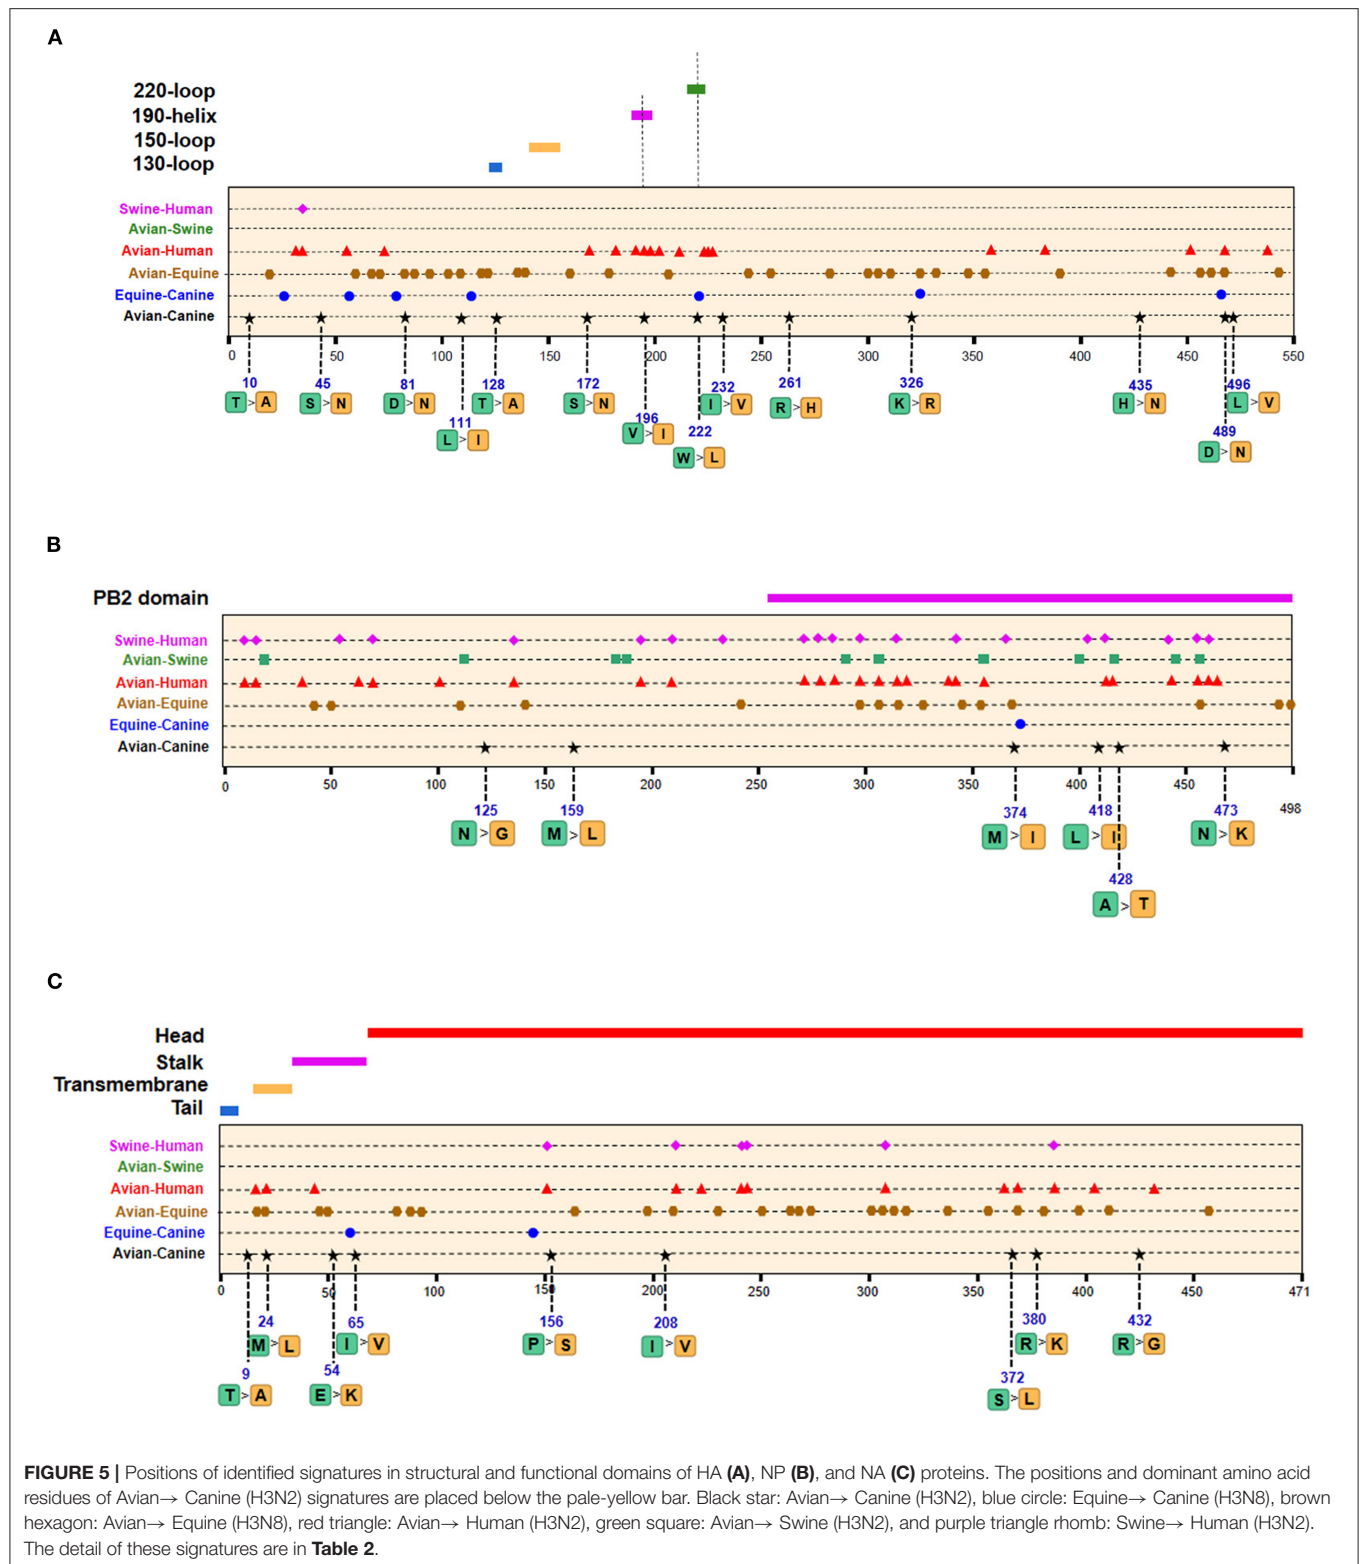 A
220-loop
190-helix
150-loop
130-loop
Swine-Human
Avian-Swine
Avian-Human
Avian-Equine
Equine-Canine
Avian-Canine
0 50 100 150 200 250 300 350 400 450 500 550
10 45 81 128 172 232 261 326 435 496
T > A S > N D > N T > A S > N I > V R > H K > R H > N L > V
111 196 222 489
L > I V > I W > L D > N
B
PB2 domain
Swine-Human
Avian-Swine
Avian-Human
Avian-Equine
Equine-Canine
Avian-Canine
0 50 100 150 200 250 300 350 400 450 498
125 159 374 418 473
N > G M > L M > I L > I N > K
428
A > T
C
Head
Stalk
Transmembrane
Tail
Swine-Human
Avian-Swine
Avian-Human
Avian-Equine
Equine-Canine
Avian-Canine
0 50 100 150 200 250 300 350 400 450 471
24 65 156 208 380 432
M > L I > V P > S I > V R > K R > G
9 54 372
T > A E > K S > L
FIGURE 5 | Positions of identified signatures in structural and functional domains of HA (A), NP (B), and NA (C) proteins. The positions and dominant amino acid
residues of Avian→ Canine (H3N2) signatures are placed below the pale-yellow bar. Black star: Avian→ Canine (H3N2), blue circle: Equine→ Canine (H3N8), brown
hexagon: Avian→ Equine (H3N8), red triangle: Avian→ Human (H3N2), green square: Avian→ Swine (H3N2), and purple triangle rhomb: Swine→ Human (H3N2).
The detail of these signatures are in Table 2.